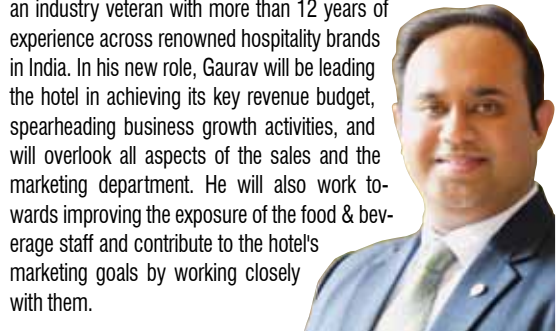 an industry veteran with more than 12 years of
experience across renowned hospitality brands
in India. In his new role, Gaurav will be leading
the hotel in achieving its key revenue budget,
spearheading business growth activities, and
will overlook all aspects of the sales and the
marketing department. He will also work to-
wards improving the exposure of the food & bev-
erage staff and contribute to the hotel's
marketing goals by working closely
with them.